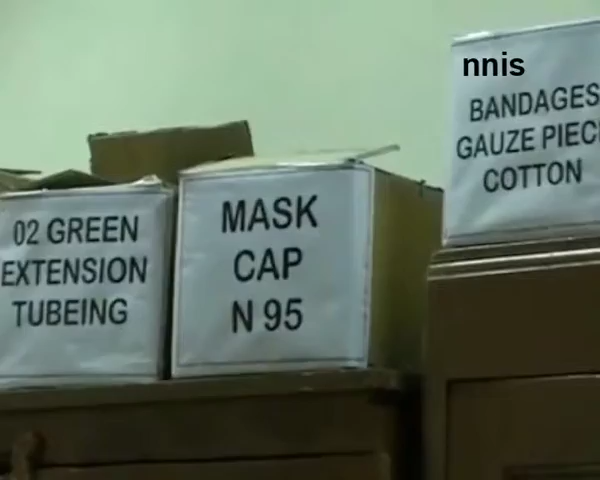 02 GREEN
EXTENSION
TUBEING
MASK
CAP
N 95
nnis
BANDAGES
GAUZE PIEC
COTTON